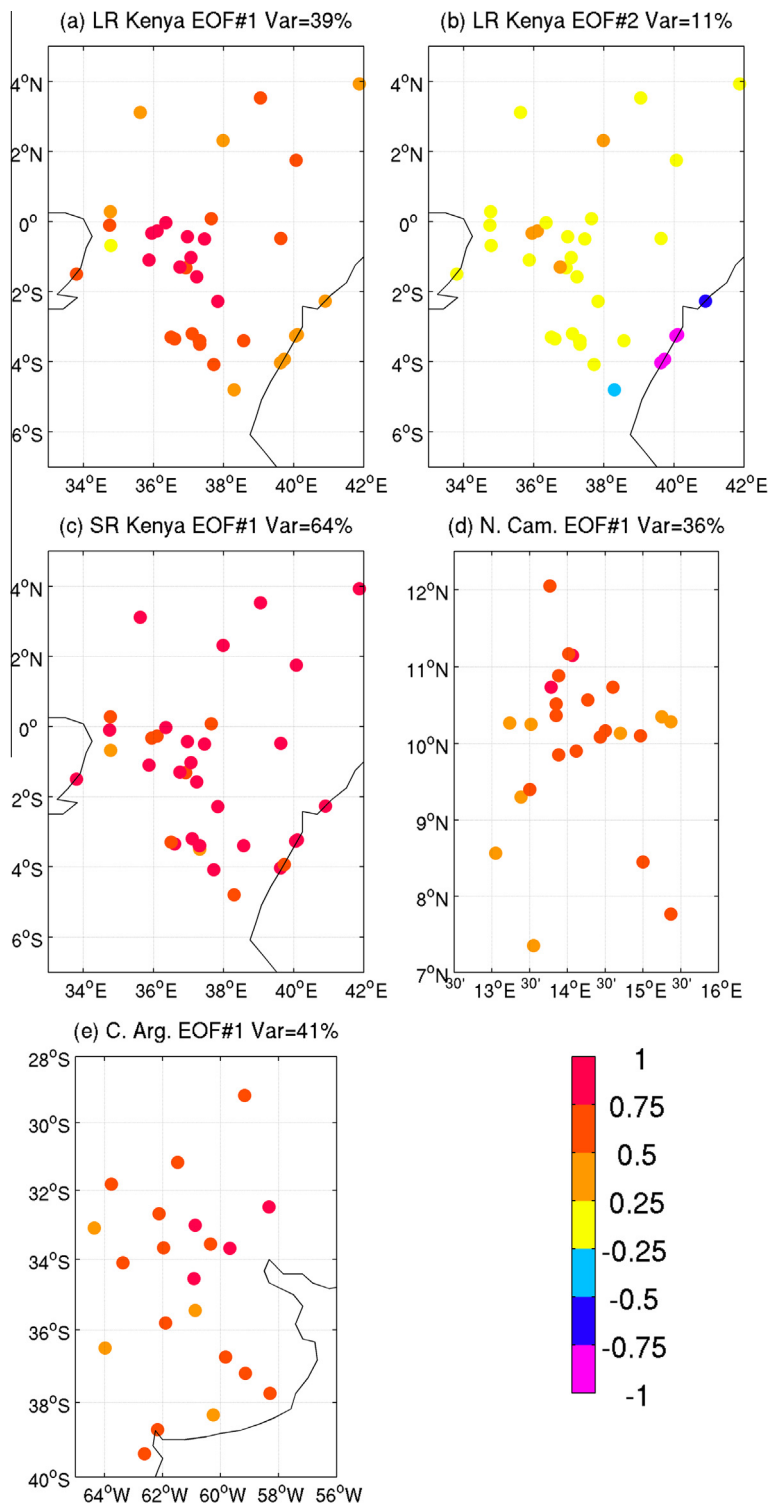 (a) LR Kenya EOF#1 Var=39%
(b) LR Kenya EOF#2 Var=11%
4°N
2°N
0°
2°S
4°S
6°S
33°E 36°E 38°E 40°E 42°E
4°N
2°N
0°
2°S
4°S
6°S
33°E 36°E 38°E 40°E 42°E
(c) SR Kenya EOF#1 Var=64%
(d) N. Cam. EOF#1 Var=36%
4°N
2°N
0°
2°S
4°S
6°S
33°E 36°E 38°E 40°E 42°E
12°N
11°N
10°N
9°N
8°N
7°N
30' 13°E 30' 14°E 30' 15°E 30' 16°E
(e) C. Arg. EOF#1 Var=41%
28°S
30°S
32°S
34°S
36°S
38°S
40°S
64°W 62°W 60°W 58°W 56°W
1
0.75
0.5
0.25
-0.25
-0.5
-0.75
-1